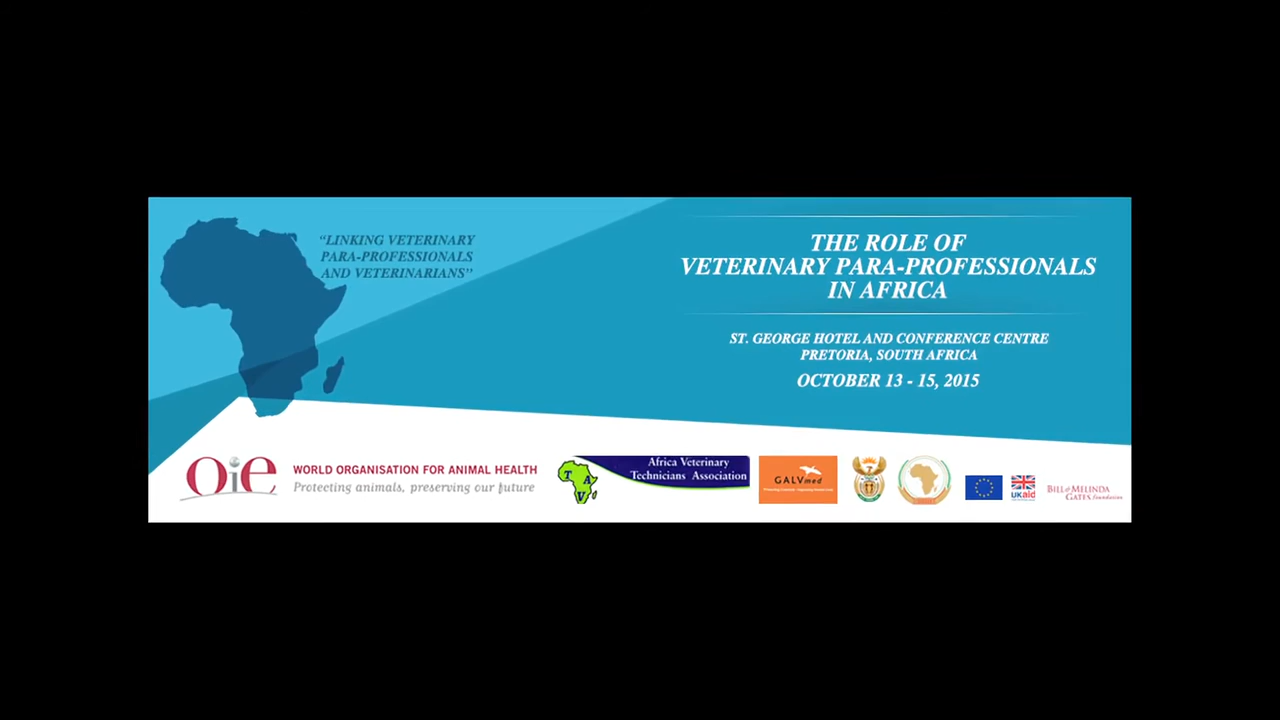 “LINKING VETERINARY
PARA-PROFESSIONALS
AND VETERINARIANS”
THE ROLE OF
VETERINARY PARA-PROFESSIONALS
IN AFRICA
ST. GEORGE HOTEL AND CONFERENCE CENTRE
PRETORIA, SOUTH AFRICA
OCTOBER 13 - 15, 2015
oie
WORLD ORGANISATION FOR ANIMAL HEALTH
Protecting animals, preserving our future
TAV
Africa Veterinary
Technicians Association
GALVmed
UKaid
BILL & MELINDA
GATES foundation